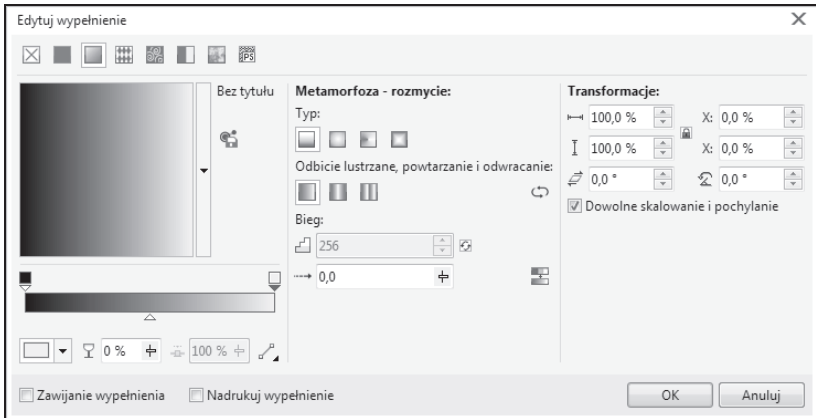 Edytuj wypełnienie
PS
Bez tytułu
0 %
100 %
Metamorfoza - rozmycie:
Typ:
Odbicie lustrzane, powtarzanie i odwracanie:
Bieg:
256
0,0
Transformacje:
100,0 % X: 0,0 %
100,0 % X: 0,0 %
0,0 ° 0,0 °
Dowolne skalowanie i pochylanie
Zawijanie wypełnienia Nadrukuj wypełnienie OK Anuluj